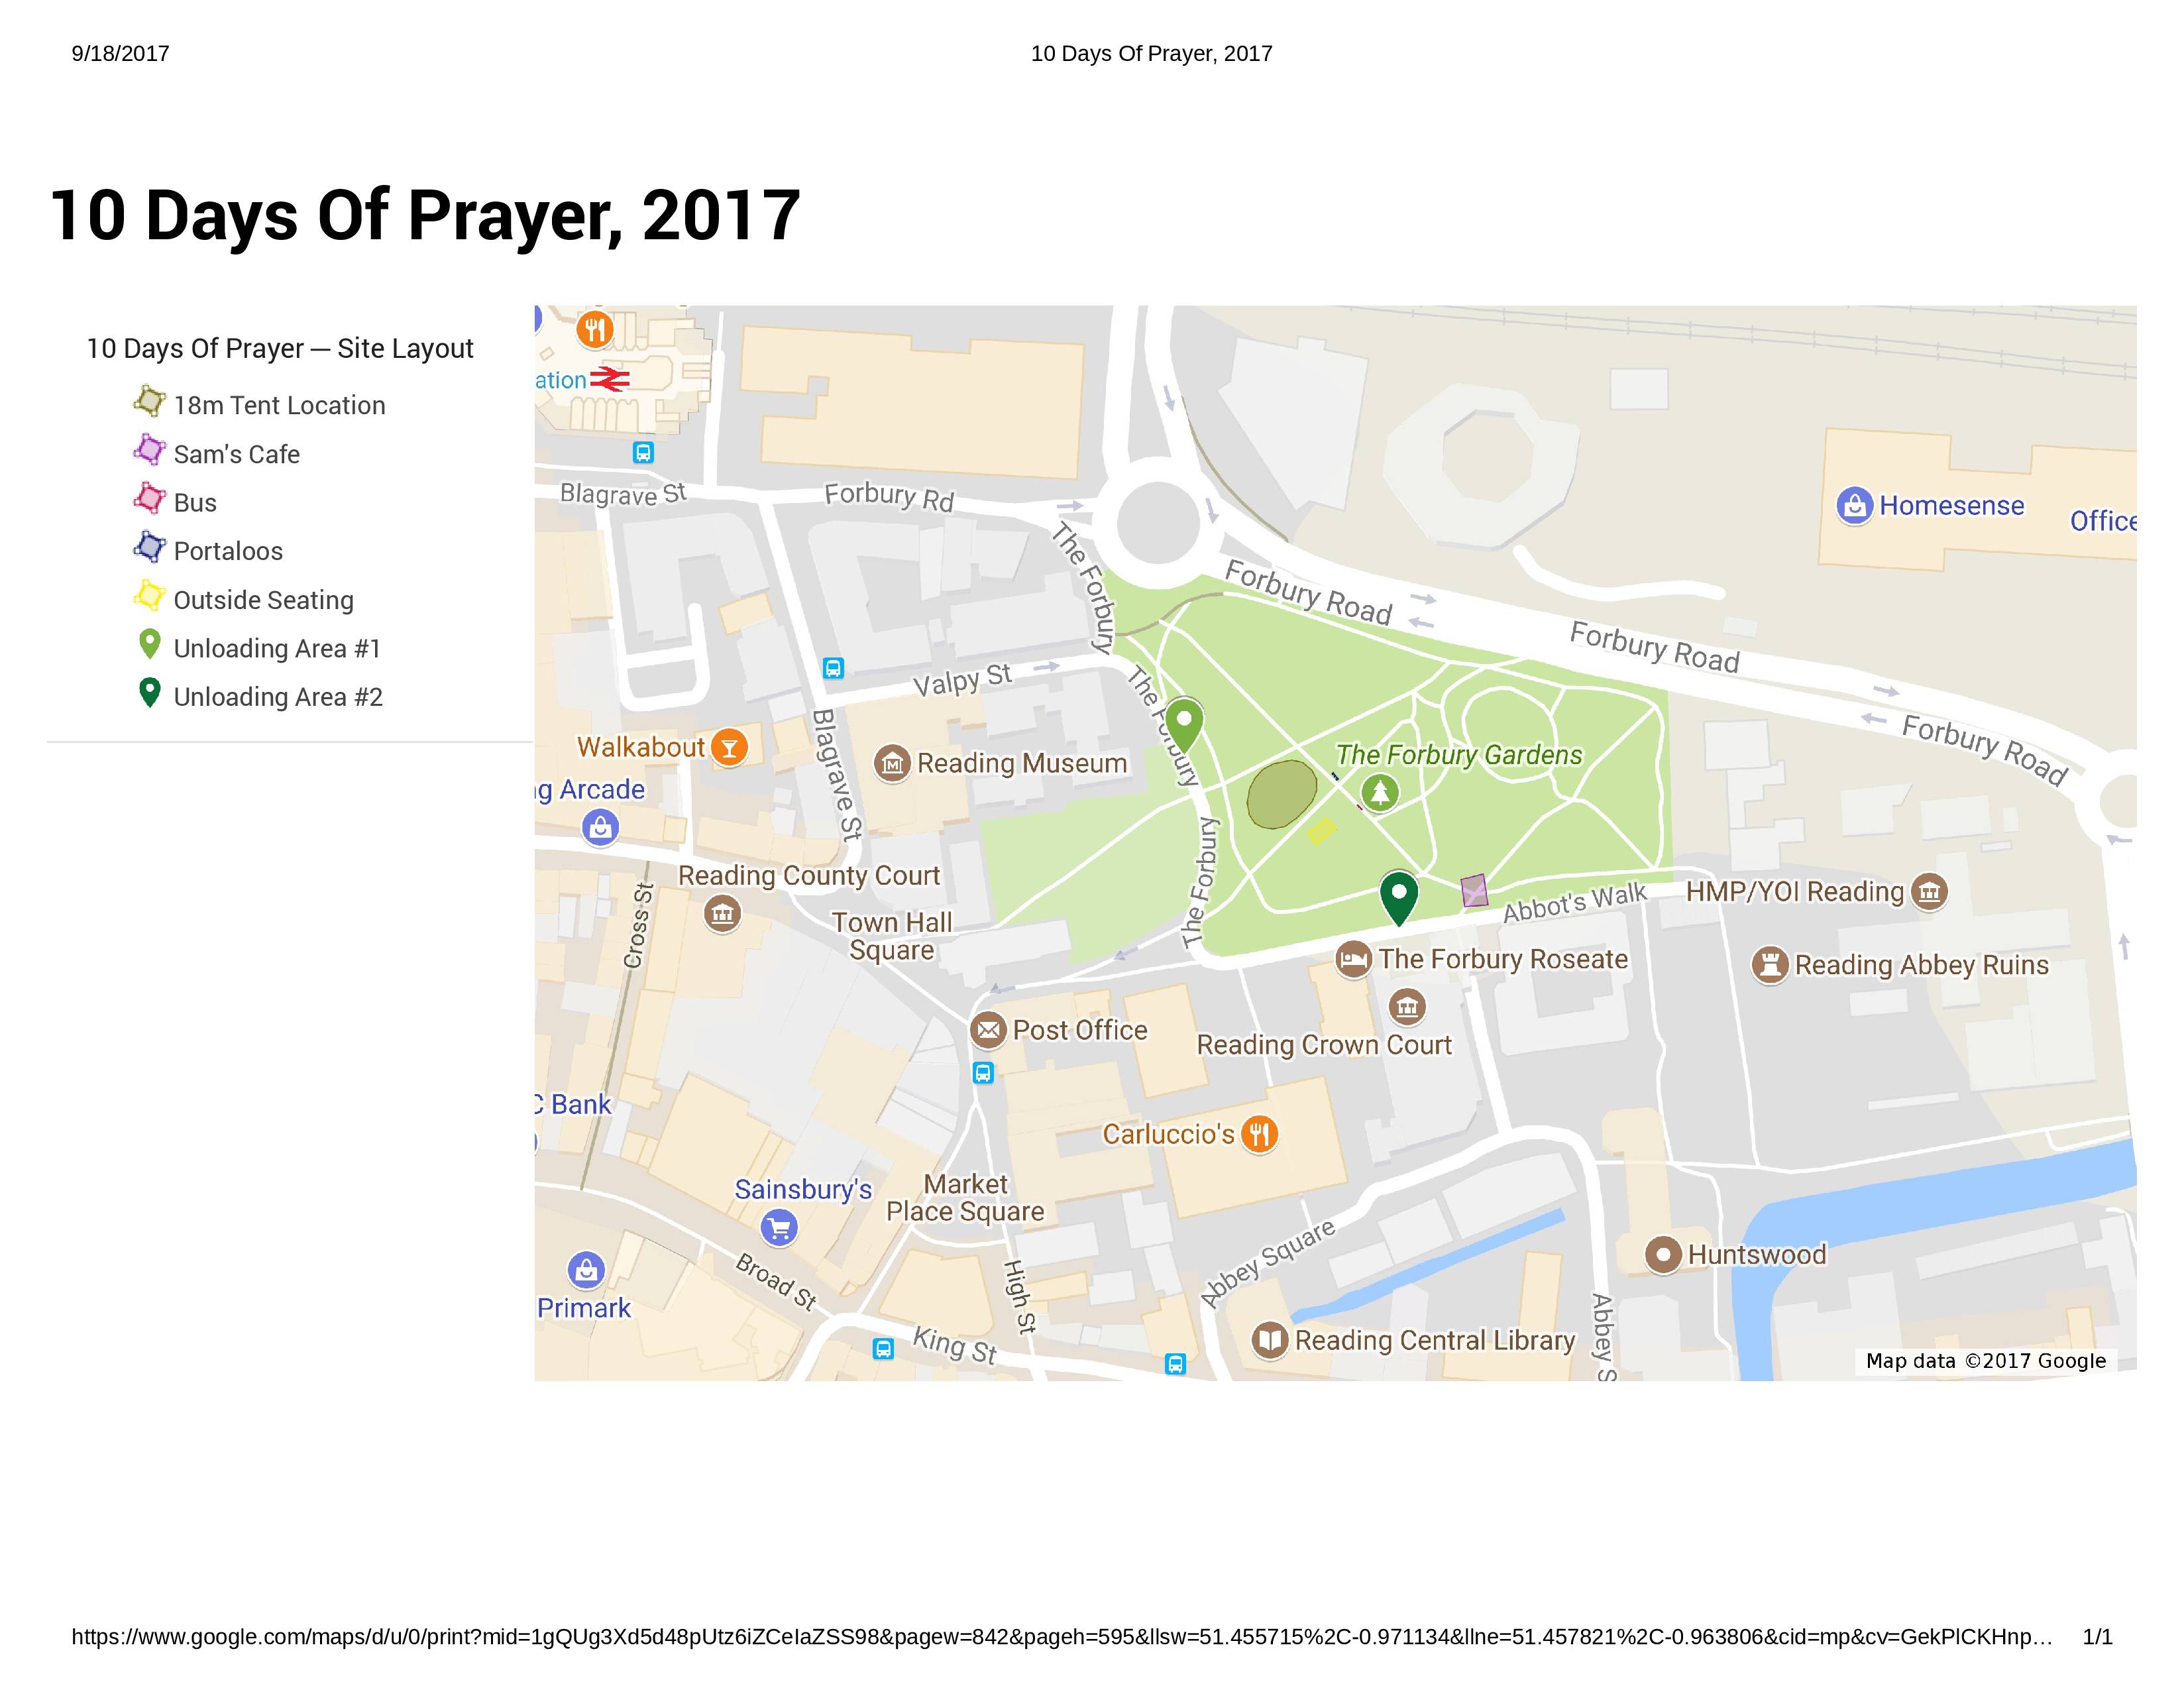 9/18/2017
10 Days Of Prayer, 2017
10 Days Of Prayer, 2017
10 Days Of Prayer — Site Layout
18m Tent Location
Sam's Cafe
Bus
Portaloos
Outside Seating
Unloading Area #1
Unloading Area #2
ation
Blagrave St
Forbury Rd
The Forbury
Forbury Road
Forbury Road
Forbury Road
Homesense
Office
Valpy St
The Forbury
Walkabout
Blagrave St
Reading Museum
The Forbury Gardens
g Arcade
The Forbury
Reading County Court
Cross St
Town Hall
Square
Abbot's Walk
HMP/YOI Reading
The Forbury Roseate
Reading Abbey Ruins
Post Office
Reading Crown Court
C Bank
Carluccio's
Sainsbury's
Market
Place Square
Abbey Square
Huntswood
Broad St
High St
Primark
King St
Reading Central Library
Abbey S
Map data ©2017 Google
https://www.google.com/maps/d/u/0/print?mid=1gQUg3Xd5d48pUtz6iZCeIaZSS98&pagew=842&pageh=595&llsw=51.455715%2C-0.971134&llne=51.457821%2C-0.963806&cid=mp&cv=GekPlCKHnp…
1/1